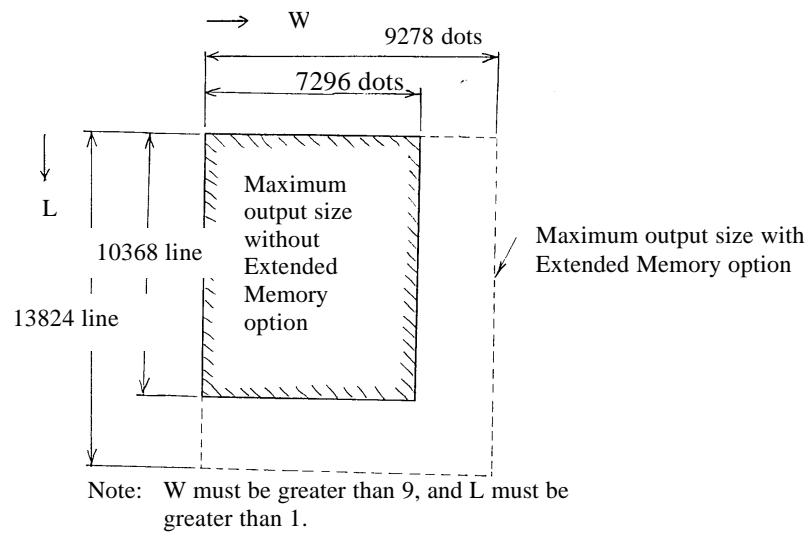 W
9278 dots
7296 dots
L
Maximum
output size
without
Extended
Memory
option
10368 line
13824 line
Maximum output size with
Extended Memory option
Note: W must be greater than 9, and L must be
greater than 1.